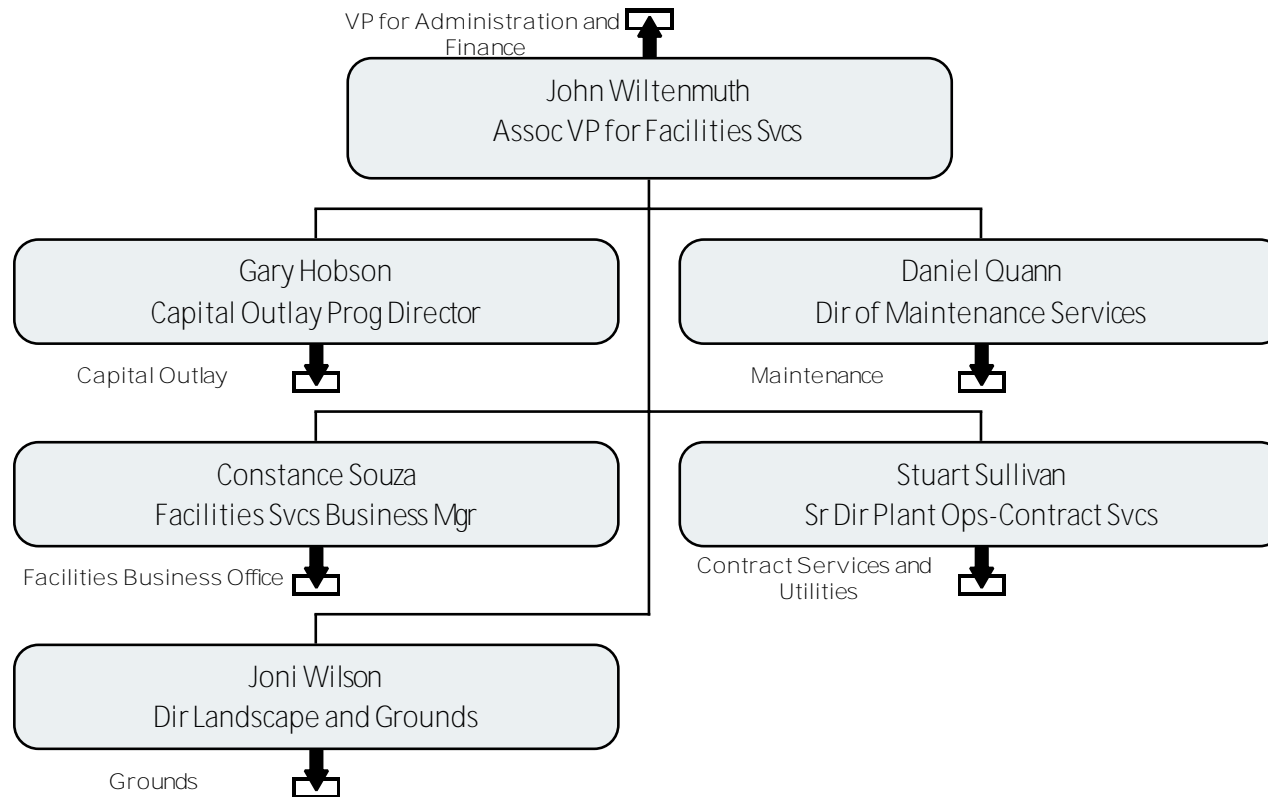 VP for Administration and
Finance
John Wiltenmuth
Assoc VP for Facilities Svcs
Gary Hobson
Capital Outlay Prog Director
Capital Outlay
Daniel Quann
Dir of Maintenance Services
Maintenance
Constance Souza
Facilities Svcs Business Mgr
Facilities Business Office
Stuart Sullivan
Sr Dir Plant Ops-Contract Svcs
Contract Services and
Utilities
Joni Wilson
Dir Landscape and Grounds
Grounds